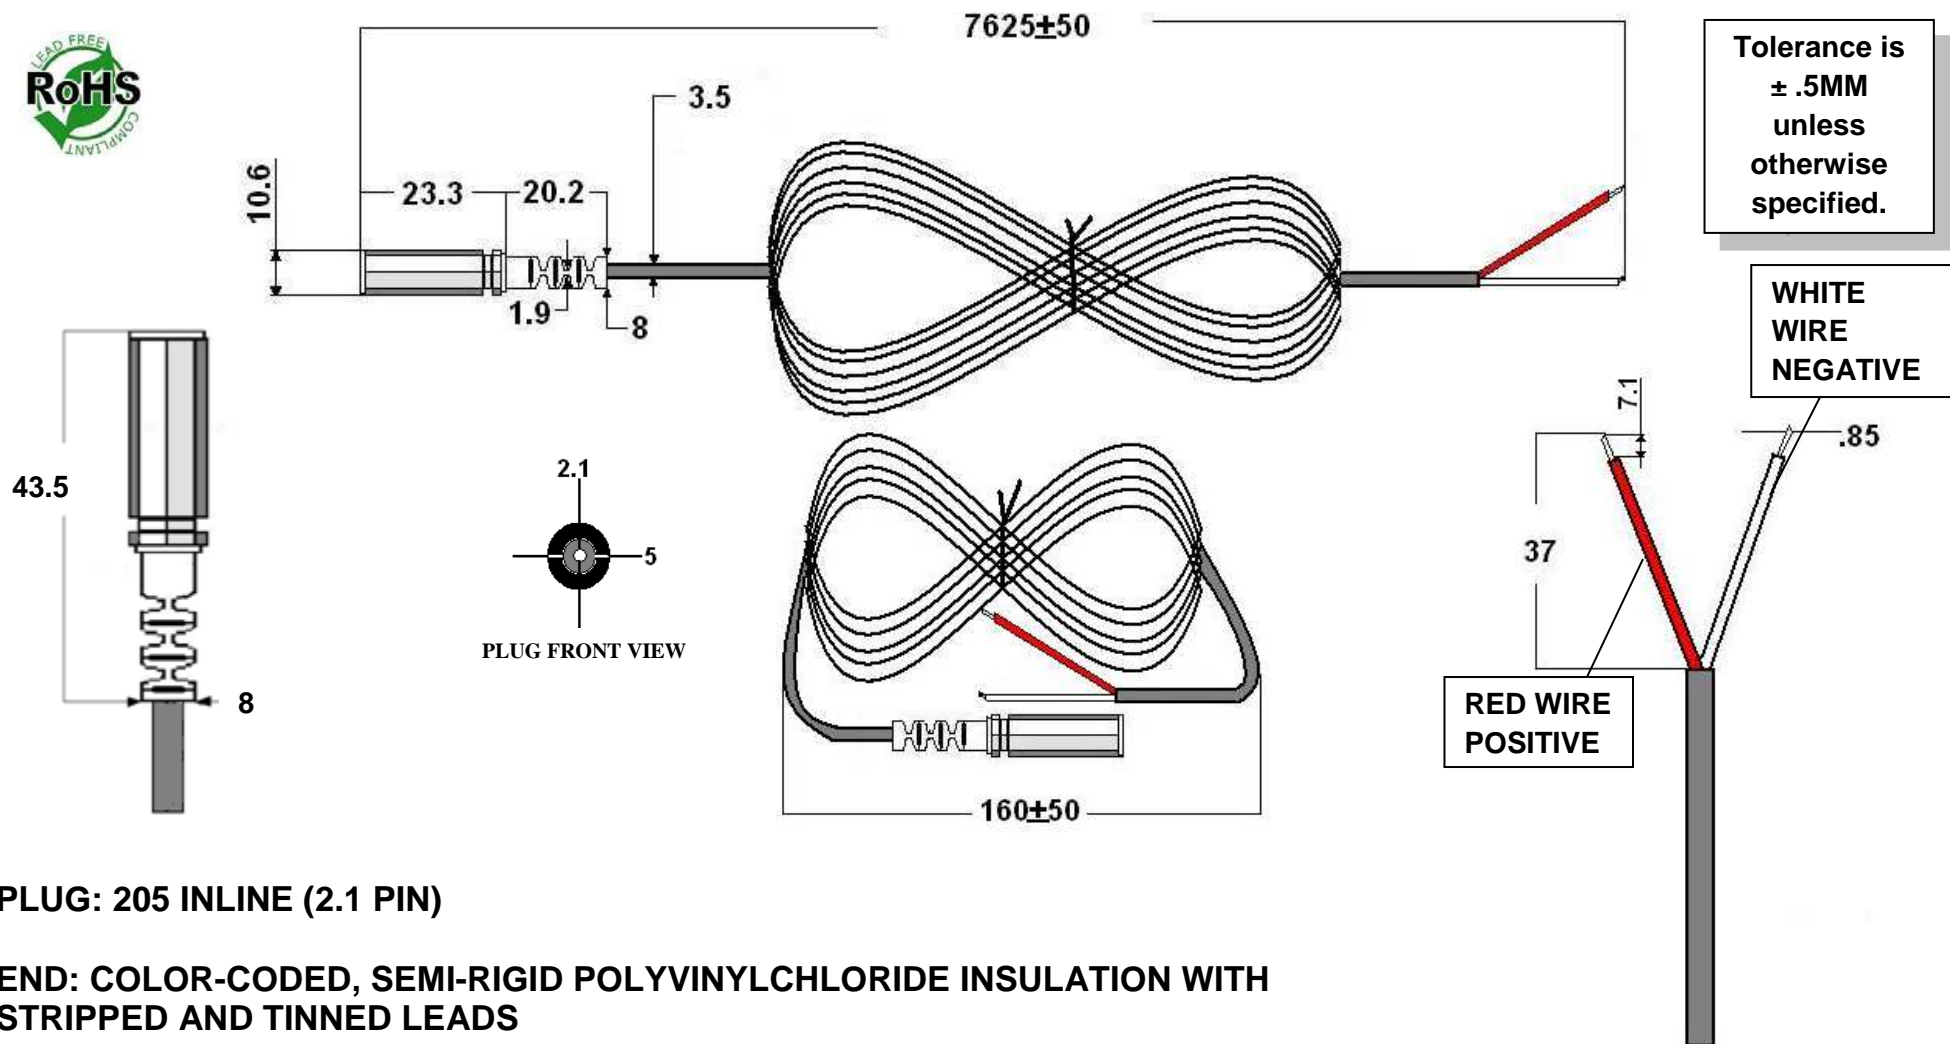 7625±50
LEAD FREE
RoHS
COMPLIANT
Tolerance is
± .5MM
unless
otherwise
specified.
3.5
10.6
23.3
20.2
1.9
8
WHITE
WIRE
NEGATIVE
7.1
.85
43.5
2.1
5
37
PLUG FRONT VIEW
8
RED WIRE
POSITIVE
160±50
PLUG: 205 INLINE (2.1 PIN)
END: COLOR-CODED, SEMI-RIGID POLYVINYLCHLORIDE INSULATION WITH
STRIPPED AND TINNED LEADS